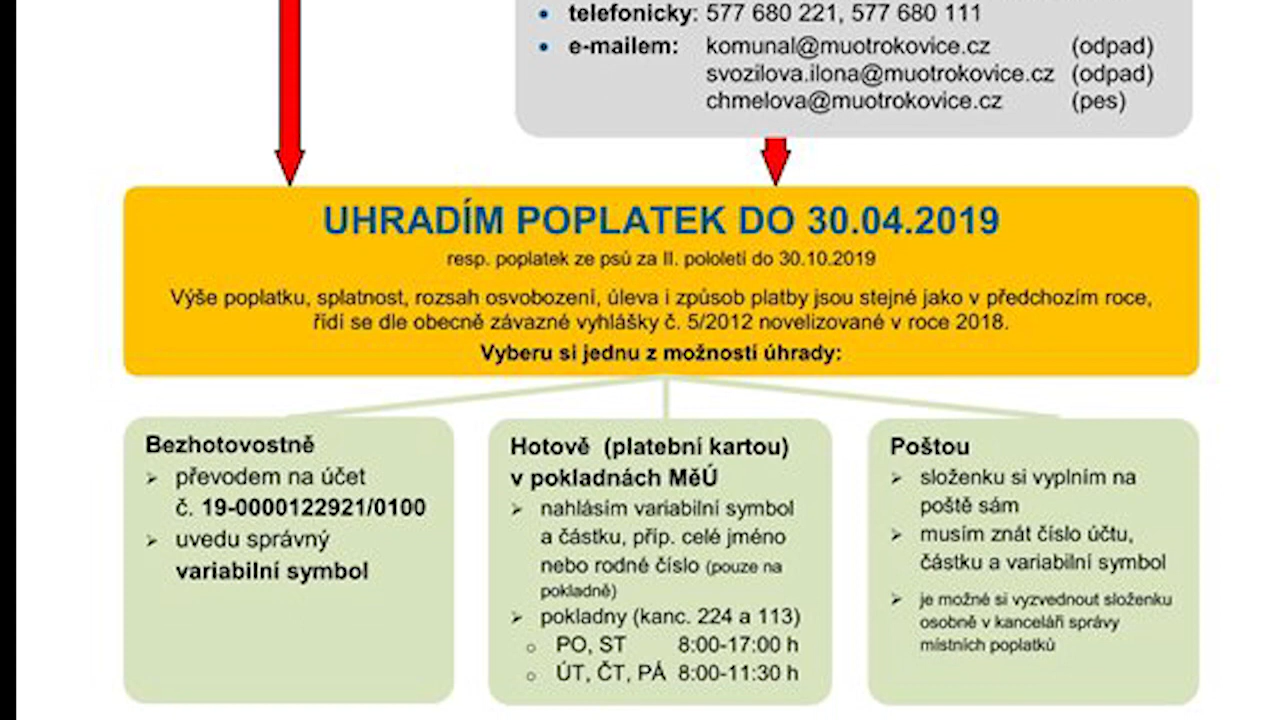 • telefonicky: 577 680 221, 577 680 111
• e-mailem: komunal@muotrokovice.cz (odpad)
svozilova.ilona@muotrokovice.cz (odpad)
chmelova@muotrokovice.cz (pes)
UHRADÍM POPLATEK DO 30.04.2019
resp. poplatek ze psů za II. pololetí do 30.10.2019
Výše poplatku, splatnost, rozsah osvobození, úleva i způsob platby jsou stejné jako v předchozím roce,
řídí se dle obecně závazné vyhlášky č. 5/2012 novelizované v roce 2018.
Vyberu si jednu z možností úhrady:
Bezhotovostně
➢ převodem na účet
č. 19-0000122921/0100
➢ uvedu správný
variabilní symbol
Hotově (platební kartou)
v pokladnách MěÚ
➢ nahlásím variabilní symbol
a částku, příp. celé jméno
nebo rodné číslo (pouze na
pokladně)
➢ pokladny (kanc. 224 a 113)
○ PO, ST 8:00-17:00 h
○ ÚT, ČT, PÁ 8:00-11:30 h
Poštou
➢ složenku si vyplním na
poště sám
➢ musím znát číslo účtu,
částku a variabilní symbol
➢ je možné si vyzvednout složenku
osobně v kanceláři správy
místních poplatků